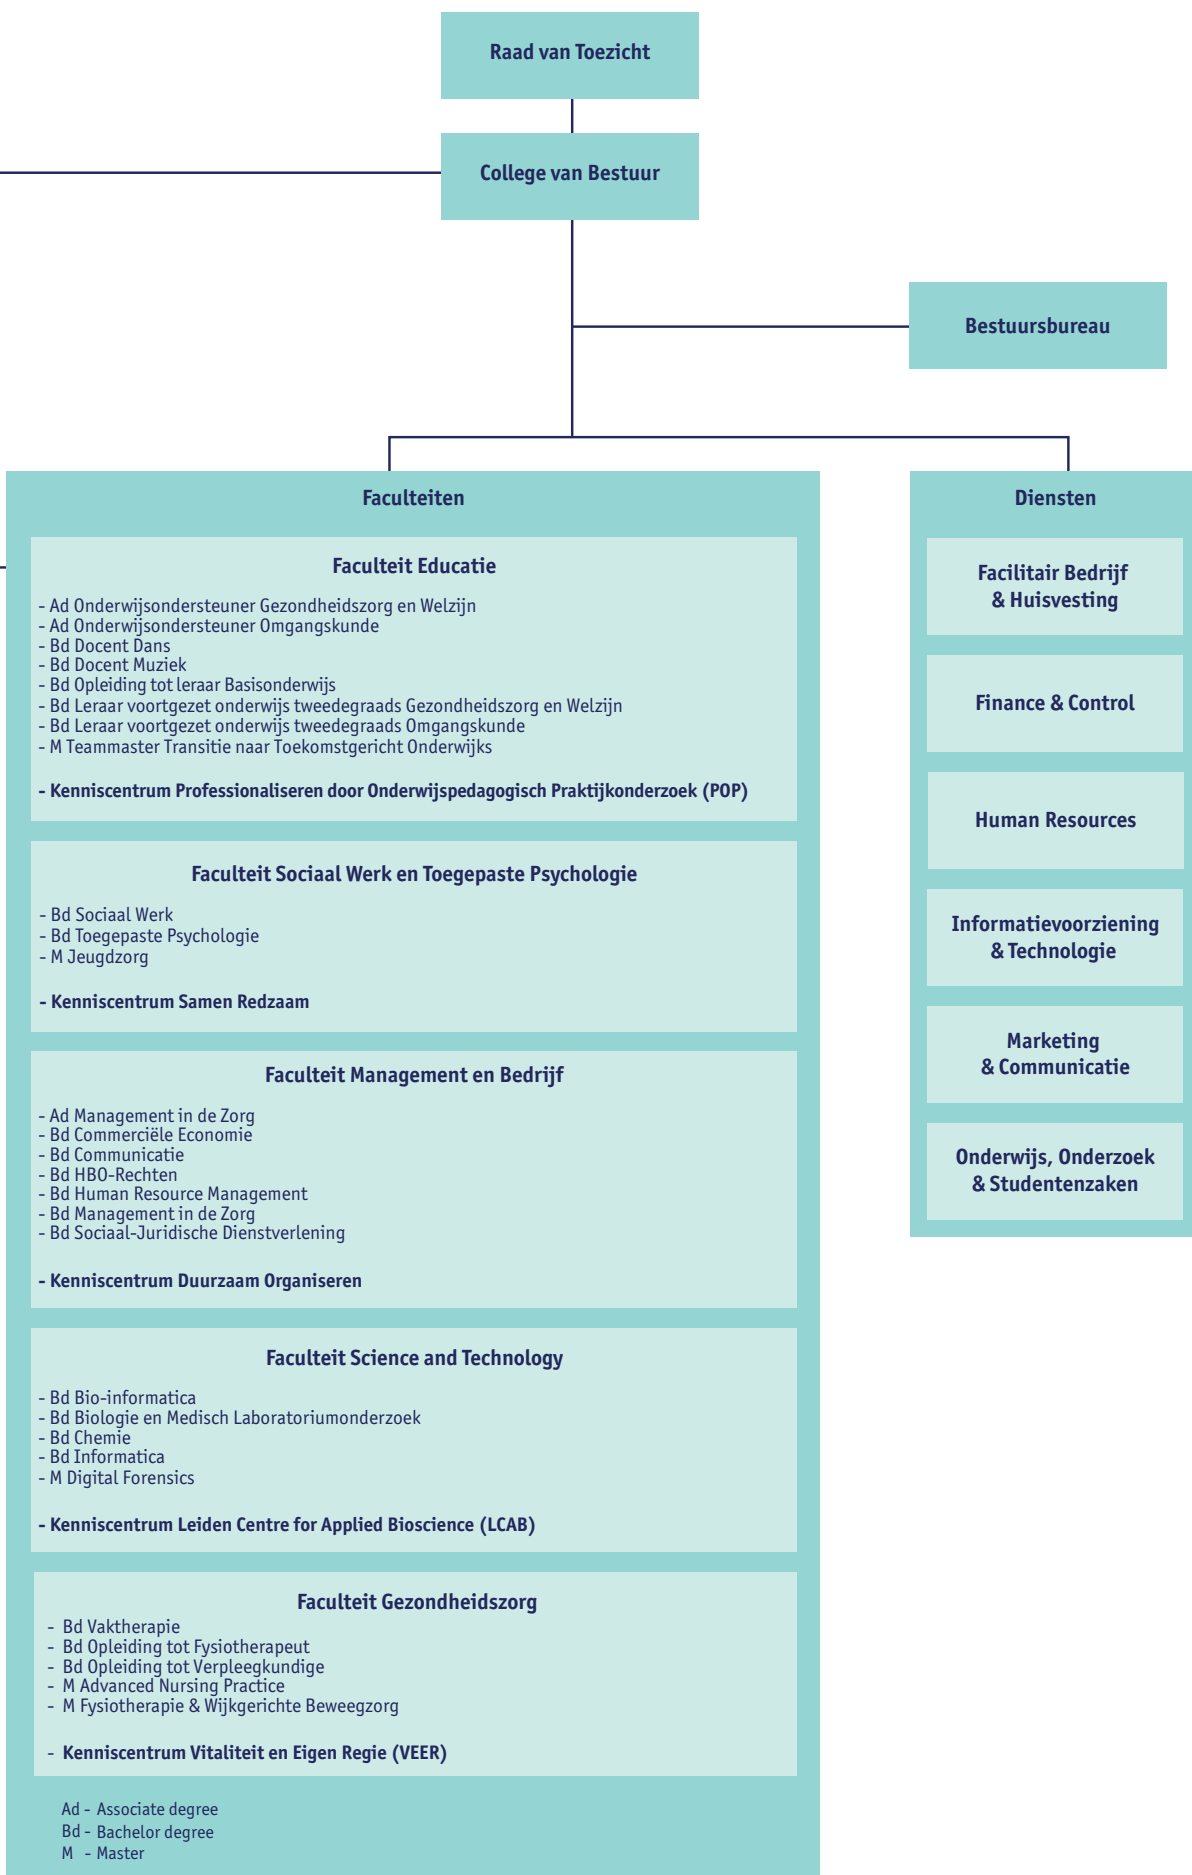 Raad van Toezicht
College van Bestuur
Bestuursbureau
Faculteiten
Faculteit Educatie
- Ad Onderwijsondersteuner Gezondheidszorg en Welzijn
- Ad Onderwijsondersteuner Omgangskunde
- Bd Docent Dans
- Bd Docent Muziek
- Bd Opleiding tot leraar Basisonderwijs
- Bd Leraar voortgezet onderwijs tweedegraads Gezondheidszorg en Welzijn
- Bd Leraar voortgezet onderwijs tweedegraads Omgangskunde
- M Teammaster Transitie naar Toekomstgericht Onderwijks
- Kenniscentrum Professionaliseren door Onderwijspedagogisch Praktijkonderzoek (POP)
Faculteit Sociaal Werk en Toegepaste Psychologie
- Bd Sociaal Werk
- Bd Toegepaste Psychologie
- M Jeugdzorg
- Kenniscentrum Samen Redzaam
Faculteit Management en Bedrijf
- Ad Management in de Zorg
- Bd Commerciële Economie
- Bd Communicatie
- Bd HBO-Rechten
- Bd Human Resource Management
- Bd Management in de Zorg
- Bd Sociaal-Juridische Dienstverlening
- Kenniscentrum Duurzaam Organiseren
Faculteit Science and Technology
- Bd Bio-informatica
- Bd Biologie en Medisch Laboratoriumonderzoek
- Bd Chemie
- Bd Informatica
- M Digital Forensics
- Kenniscentrum Leiden Centre for Applied Bioscience (LCAB)
Faculteit Gezondheidszorg
- Bd Vaktherapie
- Bd Opleiding tot Fysiotherapeut
- Bd Opleiding tot Verpleegkundige
- M Advanced Nursing Practice
- M Fysiotherapie & Wijkgerichte Beweegzorg
- Kenniscentrum Vitaliteit en Eigen Regie (VEER)
Ad - Associate degree
Bd - Bachelor degree
M - Master
Diensten
Facilitair Bedrijf
& Huisvesting
Finance & Control
Human Resources
Informatievoorziening
& Technologie
Marketing
& Communicatie
Onderwijs, Onderzoek
& Studentenzaken